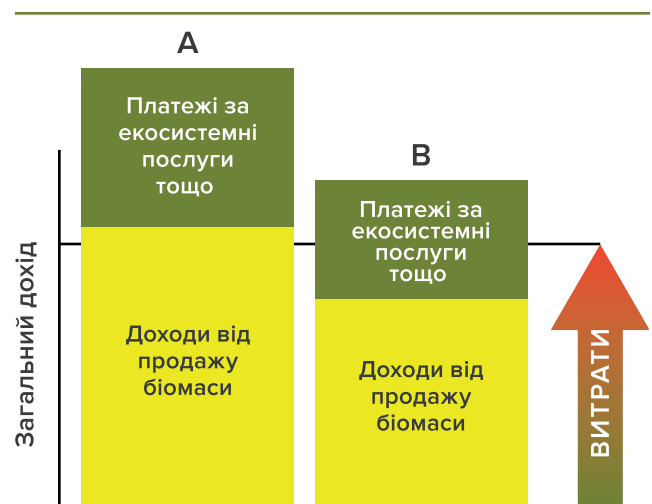 A
Платежі за
екосистемні
послуги
тощо
B
Платежі за
екосистемні
послуги
тощо
Загальний дохід
Доходи від
продажу
біомаси
Доходи від
продажу
біомаси
ВИТРАТИ